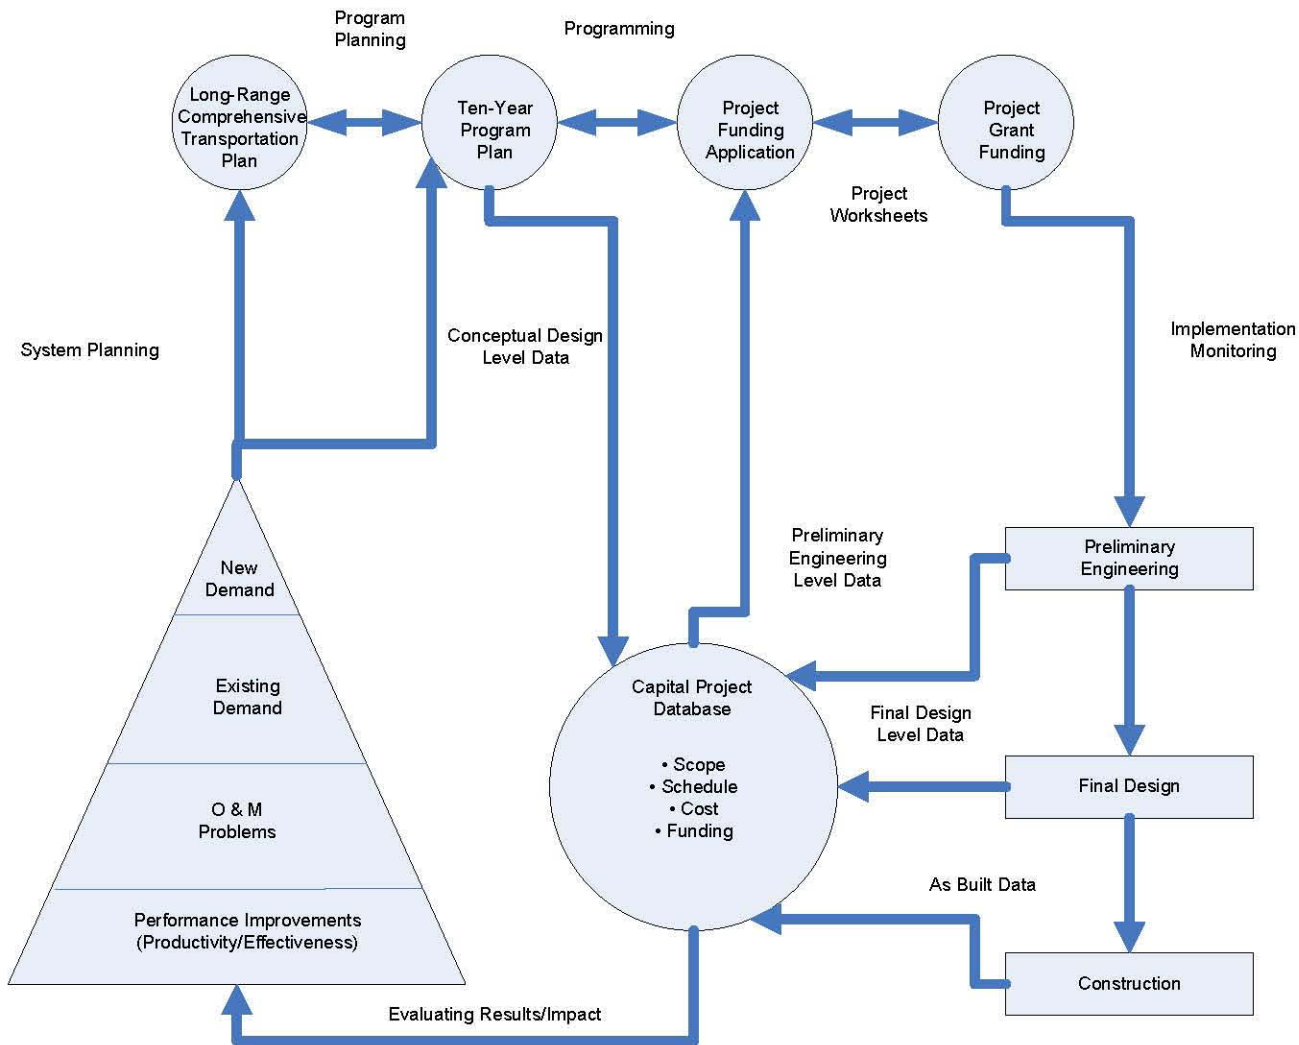 Program
Planning
Programming
Long-Range
Comprehensive
Transportation
Plan
Ten-Year
Program
Plan
Project
Funding
Application
Project
Grant
Funding
Project
Worksheets
System Planning
Conceptual Design
Level Data
Implementation
Monitoring
New
Demand
Existing
Demand
O & M
Problems
Performance Improvements
(Productivity/Effectiveness)
Preliminary
Engineering
Level Data
Preliminary
Engineering
Capital Project
Database
• Scope
• Schedule
• Cost
• Funding
Final Design
Level Data
Final Design
As Built Data
Construction
Evaluating Results/Impact